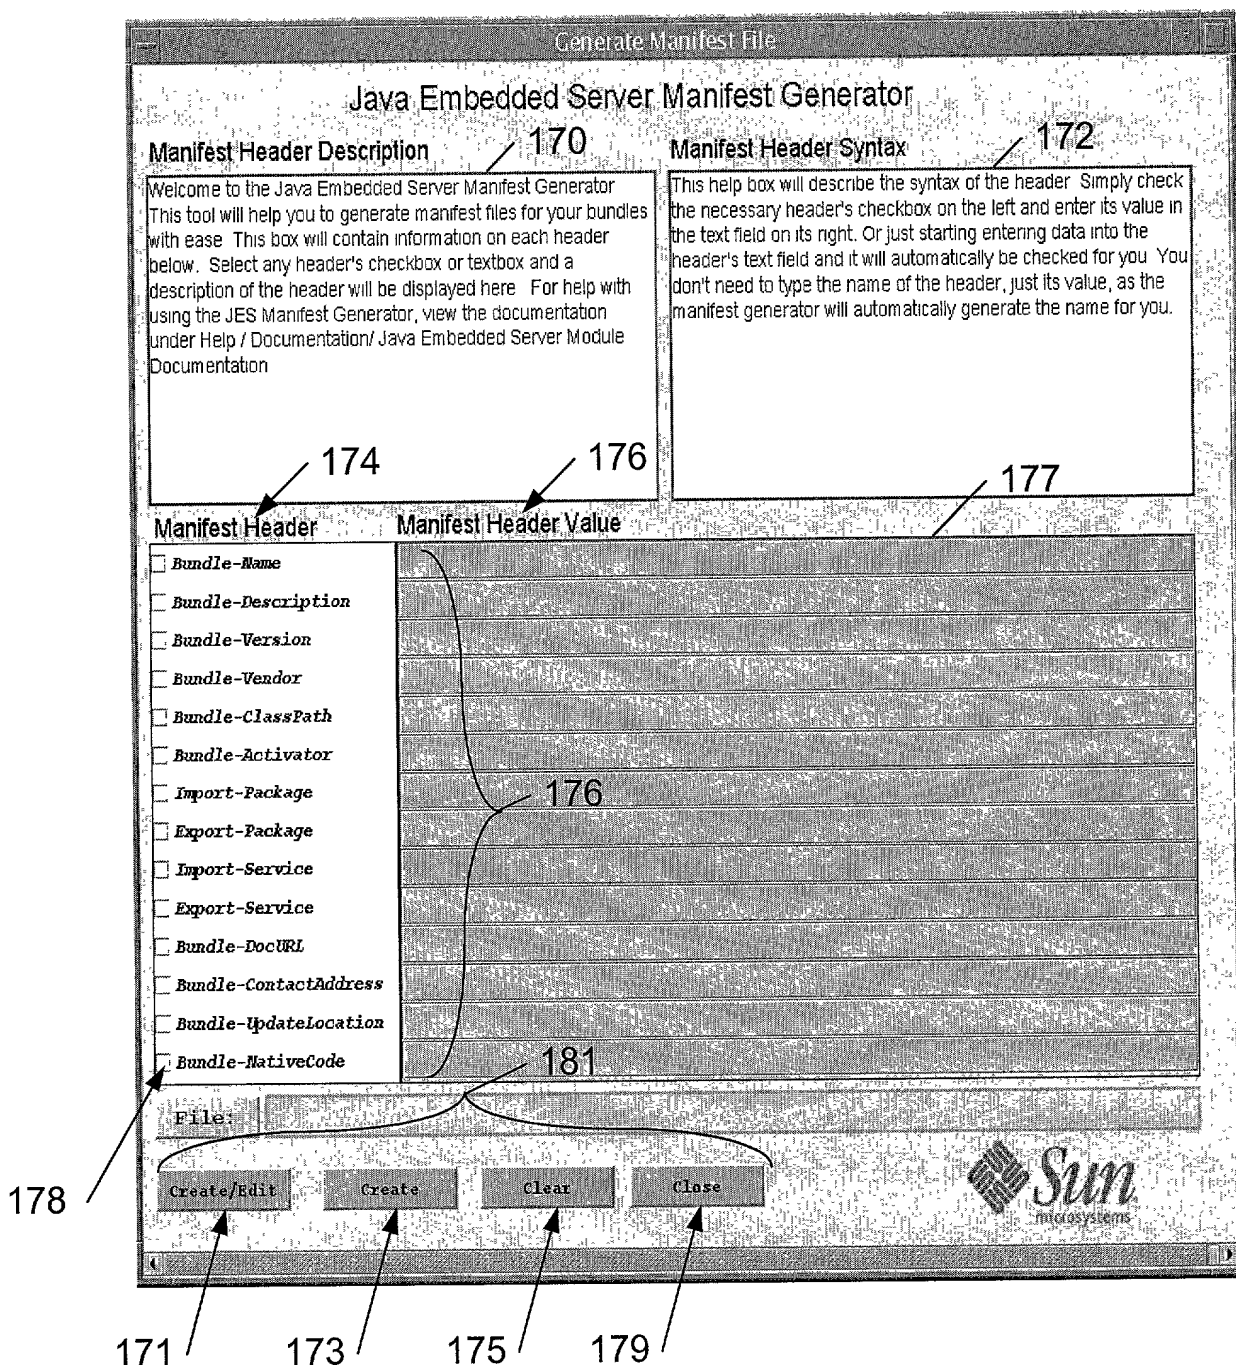 Generate Manifest File
Java Embedded Server Manifest Generator
Manifest Header Description
170
Manifest Header Syntax
172
Welcome to the Java Embedded Server Manifest Generator
This tool will help you to generate manifest files for your bundles
with ease This box will contain information on each header
below. Select any header's checkbox or textbox and a
description of the header will be displayed here For help with
using the JES Manifest Generator, view the documentation
under Help / Documentation/ Java Embedded Server Module
Documentation
This help box will describe the syntax of the header Simply check
the necessary header's checkbox on the left and enter its value in
the text field on its right. Or just starting entering data into the
header's text field and it will automatically be checked for you You
don't need to type the name of the header, just its value, as the
manifest generator will automatically generate the name for you.
174
176
177
Manifest Header
Manifest Header Value
Bundle-Name
Bundle-Description
Bundle-Version
Bundle-Vendor
Bundle-ClassPath
Bundle-Activator
Import-Package
176
Export-Package
Import-Service
Export-Service
Bundle-DocURL
Bundle-ContactAddress
Bundle-UpdateLocation
Bundle-NativeCode
181
File:
178
Create/Edit
Create
Clear
Close
Sun
microsystems
171
173
175
179